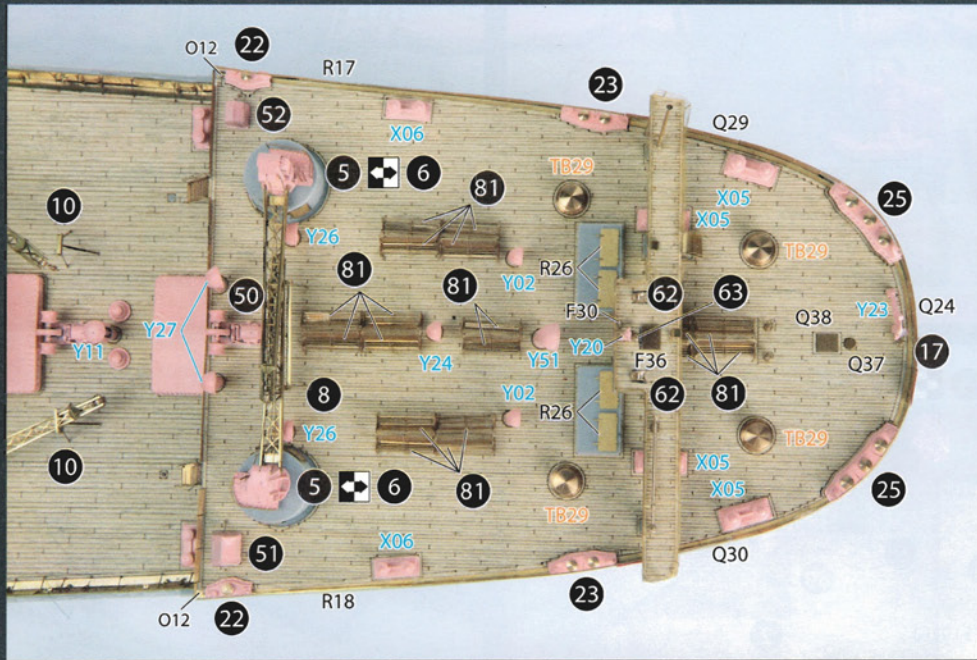 O12
22
R17
52
X06
23
Q29
5
6
81
TB29
X05
X05
25
10
Y26
Y02
R26
81
81
62
63
TB29
50
F30
Y27
Y11
Y24
Y51
Y20
F36
Q38
Y23
Q24
Q37
17
8
Y26
Y02
R26
62
81
10
5
6
81
TB29
X05
X05
TB29
25
51
X06
23
Q30
O12
22
R18